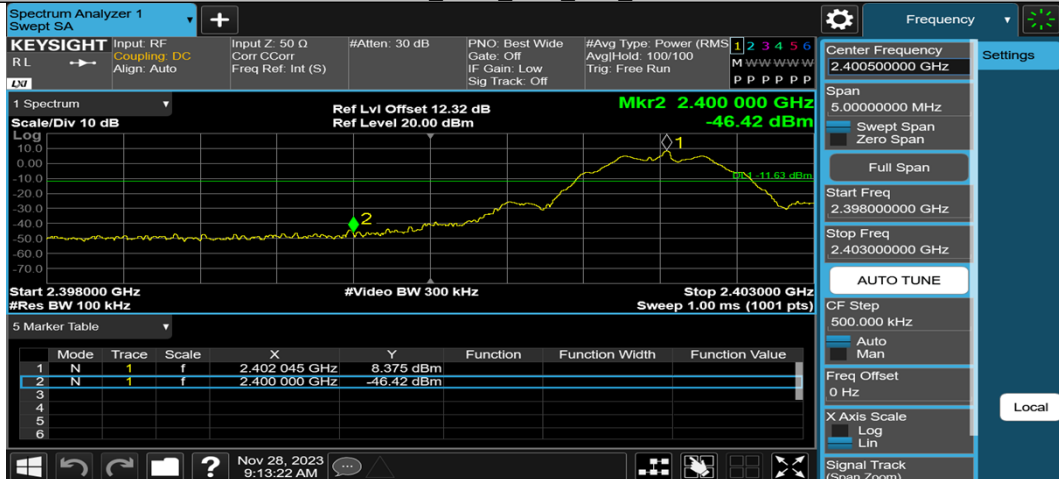 Spectrum Analyzer 1
Swept SA
+
Frequency
KEYSIGHT
RL
LXI
Input: RF
Coupling: DC
Align: Auto
Input Z: 50 Ω
Corr CCorr
Freq Ref: Int (S)
#Atten: 30 dB
PNO: Best Wide
Gate: Off
IF Gain: Low
Sig Track: Off
#Avg Type: Power (RMS
Avg|Hold: 100/100
Trig: Free Run
1 2 3 4 5 6
M W W W W W
P P P P P P
1 Spectrum
Scale/Div 10 dB
Ref Lvl Offset 12.32 dB
Ref Level 20.00 dBm
Mkr2 2.400 000 GHz
-46.42 dBm
Log
10.0
0.00
-10.0
-20.0
-30.0
-40.0
-50.0
-60.0
-70.0
1
2
DL1 -11.63 dBm
Start 2.398000 GHz
#Res BW 100 kHz
#Video BW 300 kHz
Stop 2.403000 GHz
Sweep 1.00 ms (1001 pts)
5 Marker Table
Mode Trace Scale X Y Function Function Width Function Value
1 N 1 f 2.402 045 GHz 8.375 dBm
2 N 1 f 2.400 000 GHz -46.42 dBm
3
4
5
6
?
Nov 28, 2023
9:13:22 AM
Center Frequency
2.400500000 GHz
Span
5.00000000 MHz
Swept Span
Zero Span
Full Span
Start Freq
2.398000000 GHz
Stop Freq
2.403000000 GHz
AUTO TUNE
CF Step
500.000 kHz
Auto
Man
Freq Offset
0 Hz
X Axis Scale
Log
Lin
Signal Track
(Span Zoom)
Settings
Local